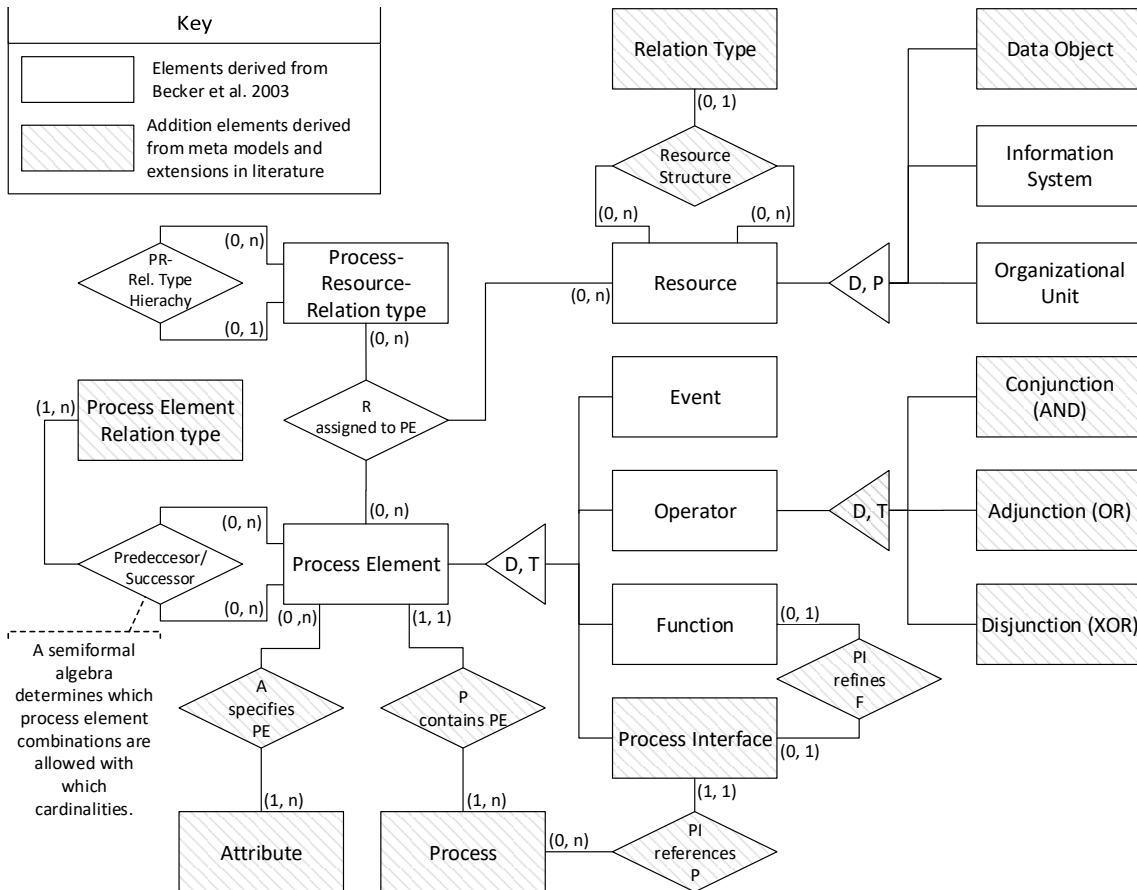 Key
Elements derived from
Becker et al. 2003
Addition elements derived
from meta models and
extensions in literature
Relation Type
(0, 1)
Resource
Structure
(0, n)
(0, n)
Resource
(0, n)
D, P
Data Object
Information
System
Organizational
Unit
PR-
Rel. Type
Hierachy
(0, n)
(0, 1)
Process-
Resource-
Relation type
(0, n)
R
assigned to PE
(0, n)
Process Element
Relation type
(1, n)
Predeccesor/
Successor
(0, n)
(0, n)
Process Element
(0 ,n)
(1, 1)
D, T
Event
Operator
Function
Process Interface
D, T
Conjunction
(AND)
Adjunction (OR)
Disjunction (XOR)
(0, 1)
PI
refines
F
(0, 1)
(1, 1)
A semiformal
algebra
determines which
process element
combinations are
allowed with
which
cardinalities.
A
specifies
PE
(1, n)
Attribute
P
contains PE
(1, n)
Process
(0, n)
PI
references
P